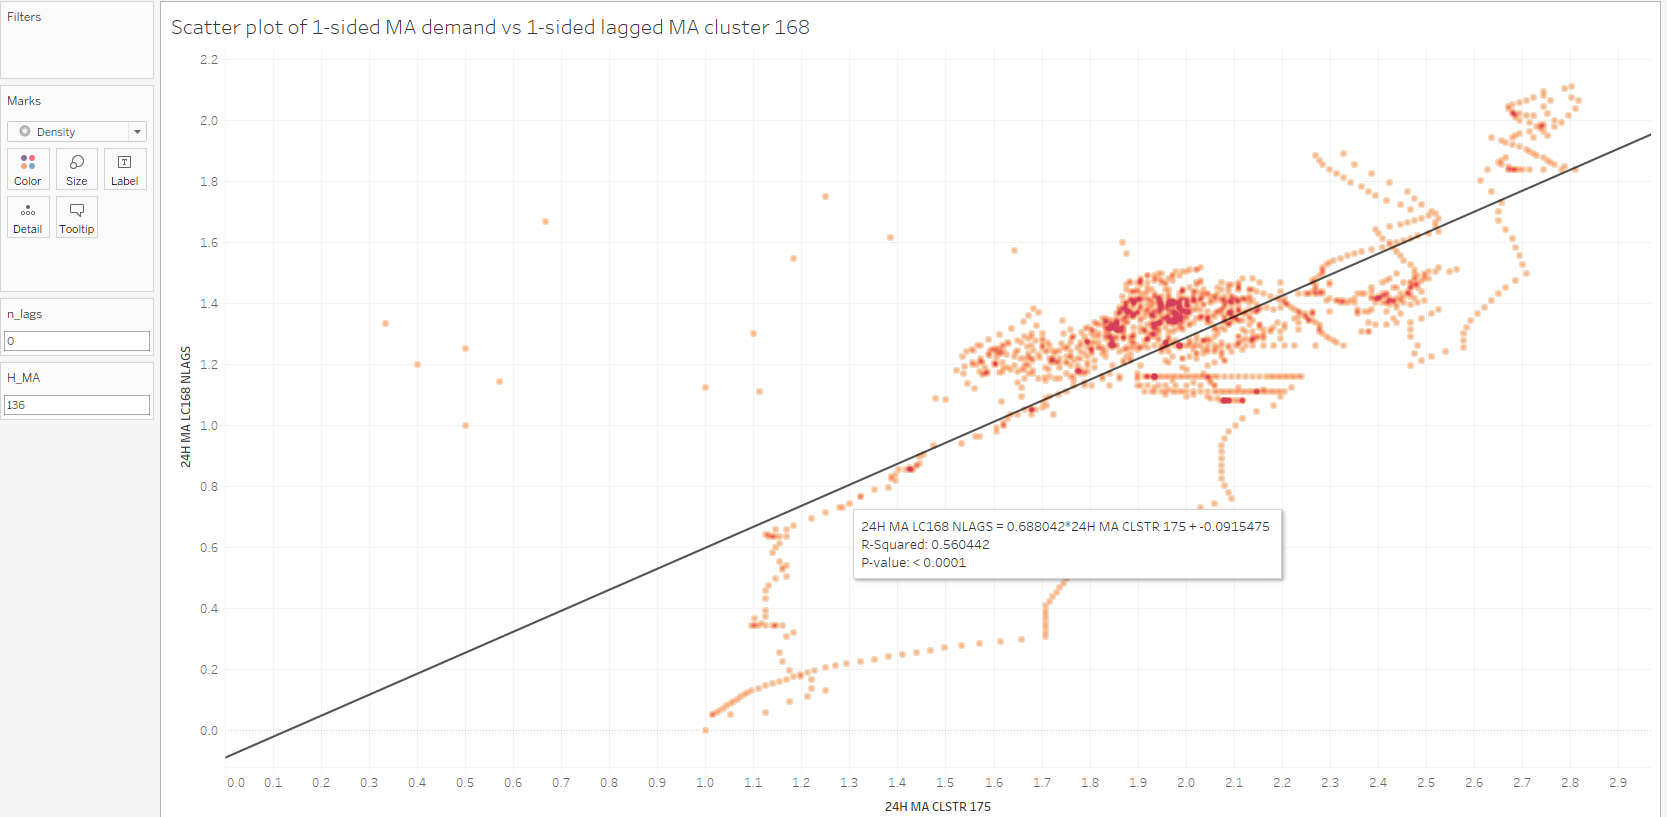 Filters
Marks
Density
Color
Size
Label
Detail
Tooltip
n_lags
0
H_MA
136
Scatter plot of 1-sided MA demand vs 1-sided lagged MA cluster 168
24H MA LC168 NLAGS
2.2
2.0
1.8
1.6
1.4
1.2
1.0
0.8
0.6
0.4
0.2
0.0
24H MA LC168 NLAGS = 0.688042*24H MA CLSTR 175 + -0.0915475
R-Squared: 0.560442
P-value: < 0.0001
0.0 0.1 0.2 0.3 0.4 0.5 0.6 0.7 0.8 0.9 1.0 1.1 1.2 1.3 1.4 1.5 1.6 1.7 1.8 1.9 2.0 2.1 2.2 2.3 2.4 2.5 2.6 2.7 2.8 2.9
24H MA CLSTR 175